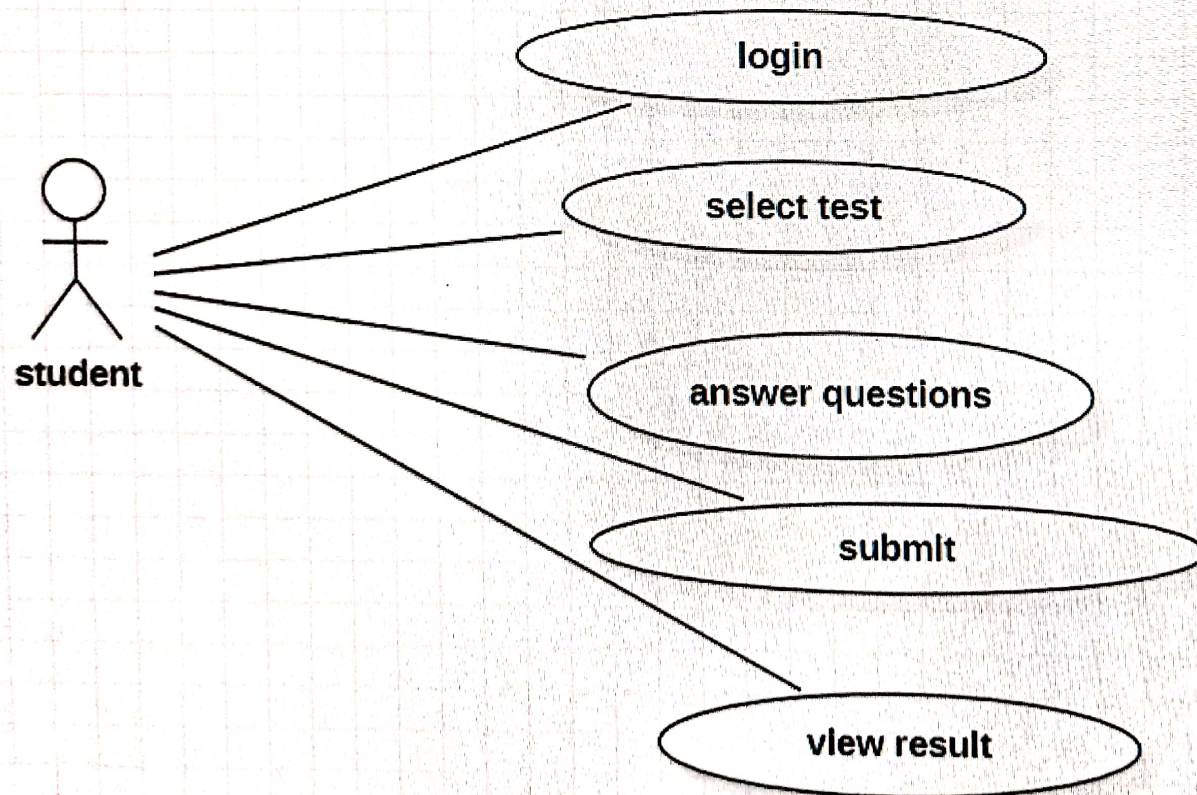 login
select test
student
answer questions
submit
view result